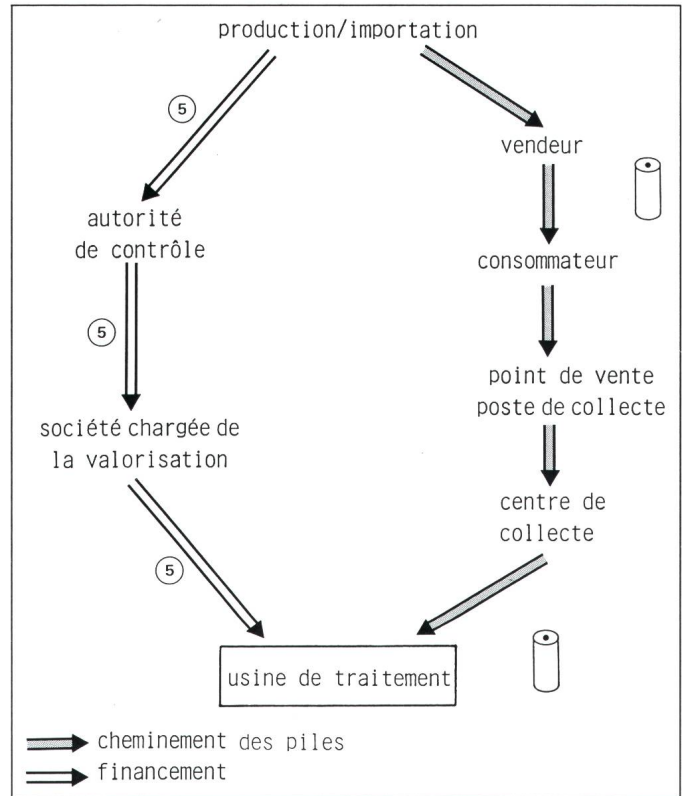 production/importation
5
vendeur
autorité
de contrôle
consommateur
5
point de vente
poste de collecte
société chargée de
la valorisation
centre de
collecte
5
usine de traitement
cheminement des piles
financement